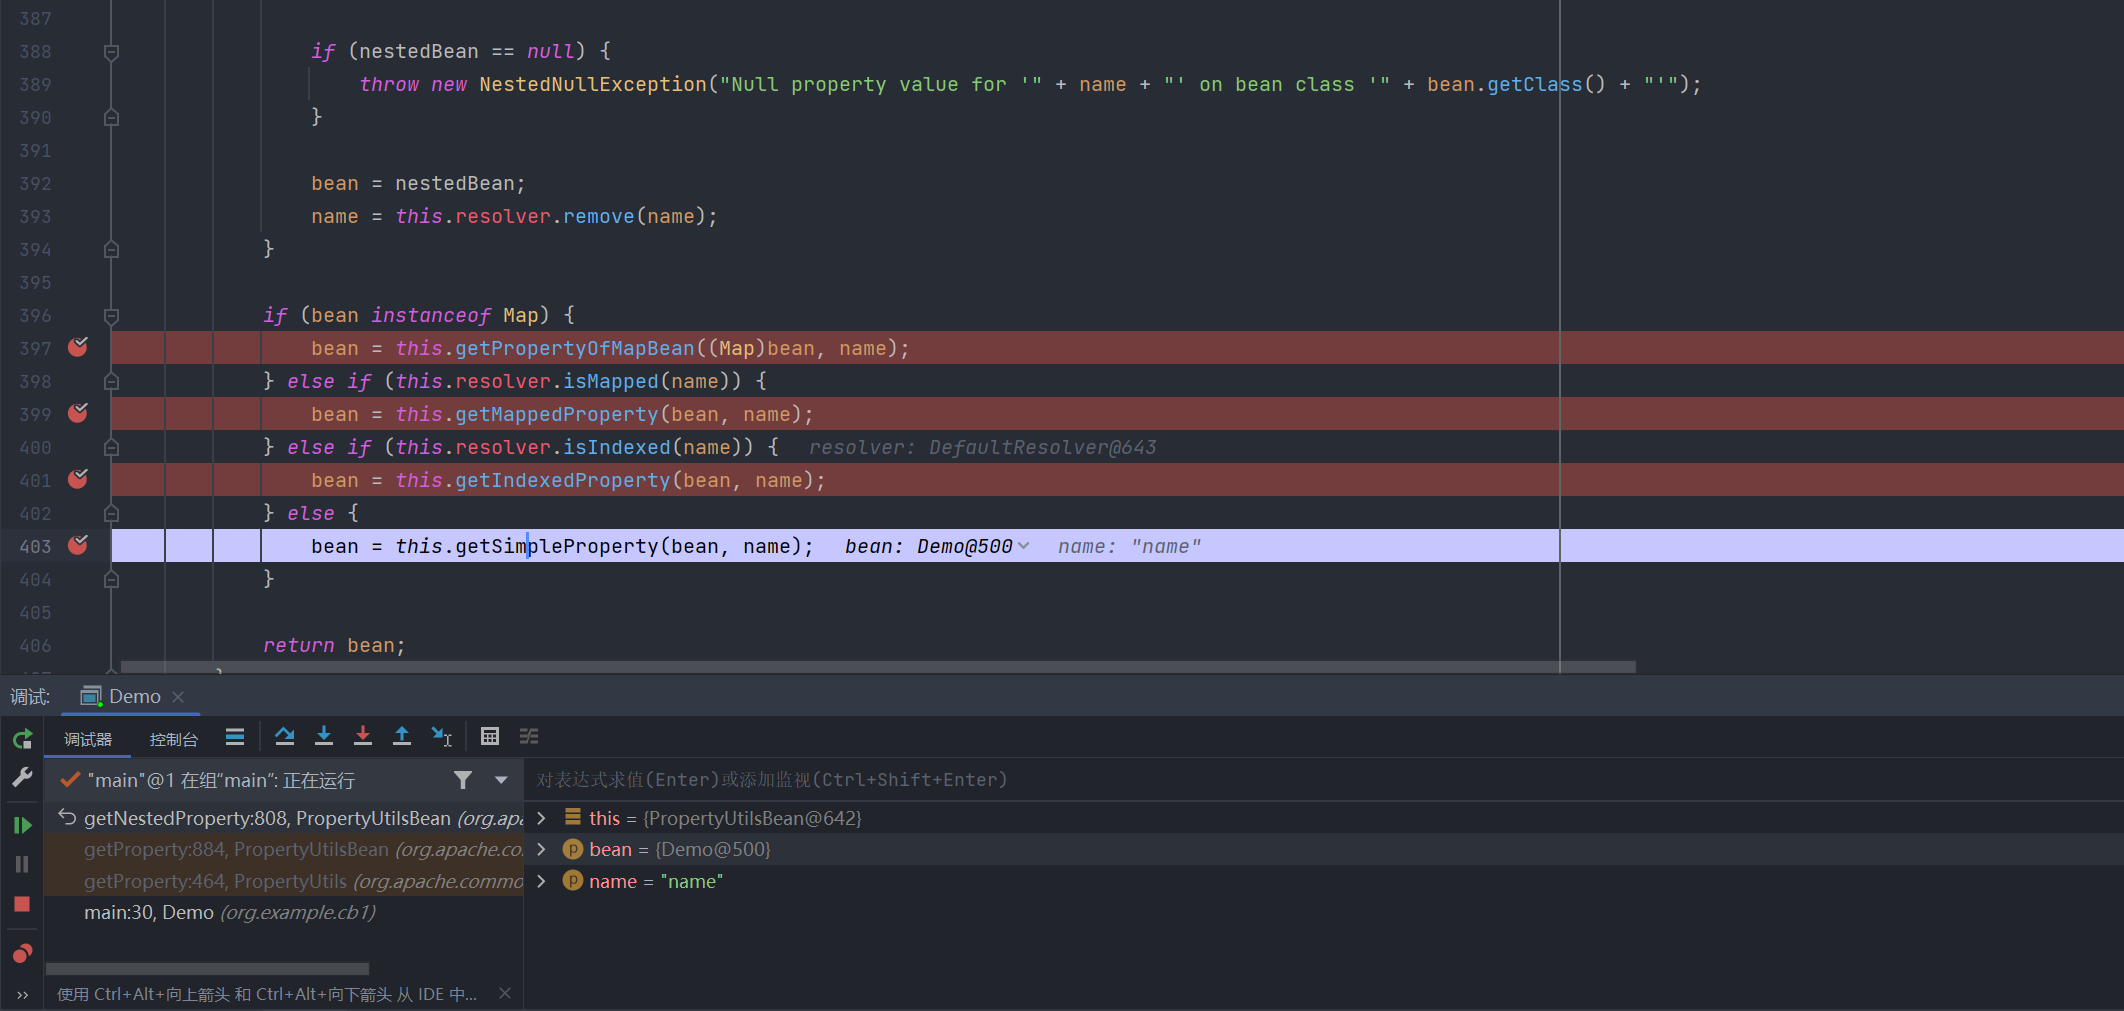 387
388 if (nestedBean == null) {
389 throw new NestedNullException("Null property value for '" + name + "' on bean class '" + bean.getClass() + "'");
390 }
391
392 bean = nestedBean;
393 name = this.resolver.remove(name);
394 }
395
396 if (bean instanceof Map) {
397 bean = this.getPropertyOfMapBean((Map)bean, name);
398 } else if (this.resolver.isMapped(name)) {
399 bean = this.getMappedProperty(bean, name);
400 } else if (this.resolver.isIndexed(name)) { resolver: DefaultResolver@643
401 bean = this.getIndexedProperty(bean, name);
402 } else {
403 bean = this.getSimpleProperty(bean, name); bean: Demo@500 name: "name"
404 }
405
406 return bean;
调试: Demo
调试器 控制台
"main"@1 在组“main”: 正在运行
对表达式求值(Enter)或添加监视(Ctrl+Shift+Enter)
getNestedProperty:808, PropertyUtilsBean (org.apa
getProperty:884, PropertyUtilsBean (org.apache.co
getProperty:464, PropertyUtils (org.apache.commo
main:30, Demo (org.example.cb1)
this = {PropertyUtilsBean@642}
p bean = {Demo@500}
p name = "name"
使用 Ctrl+Alt+向上箭头 和 Ctrl+Alt+向下箭头 从 IDE 中...